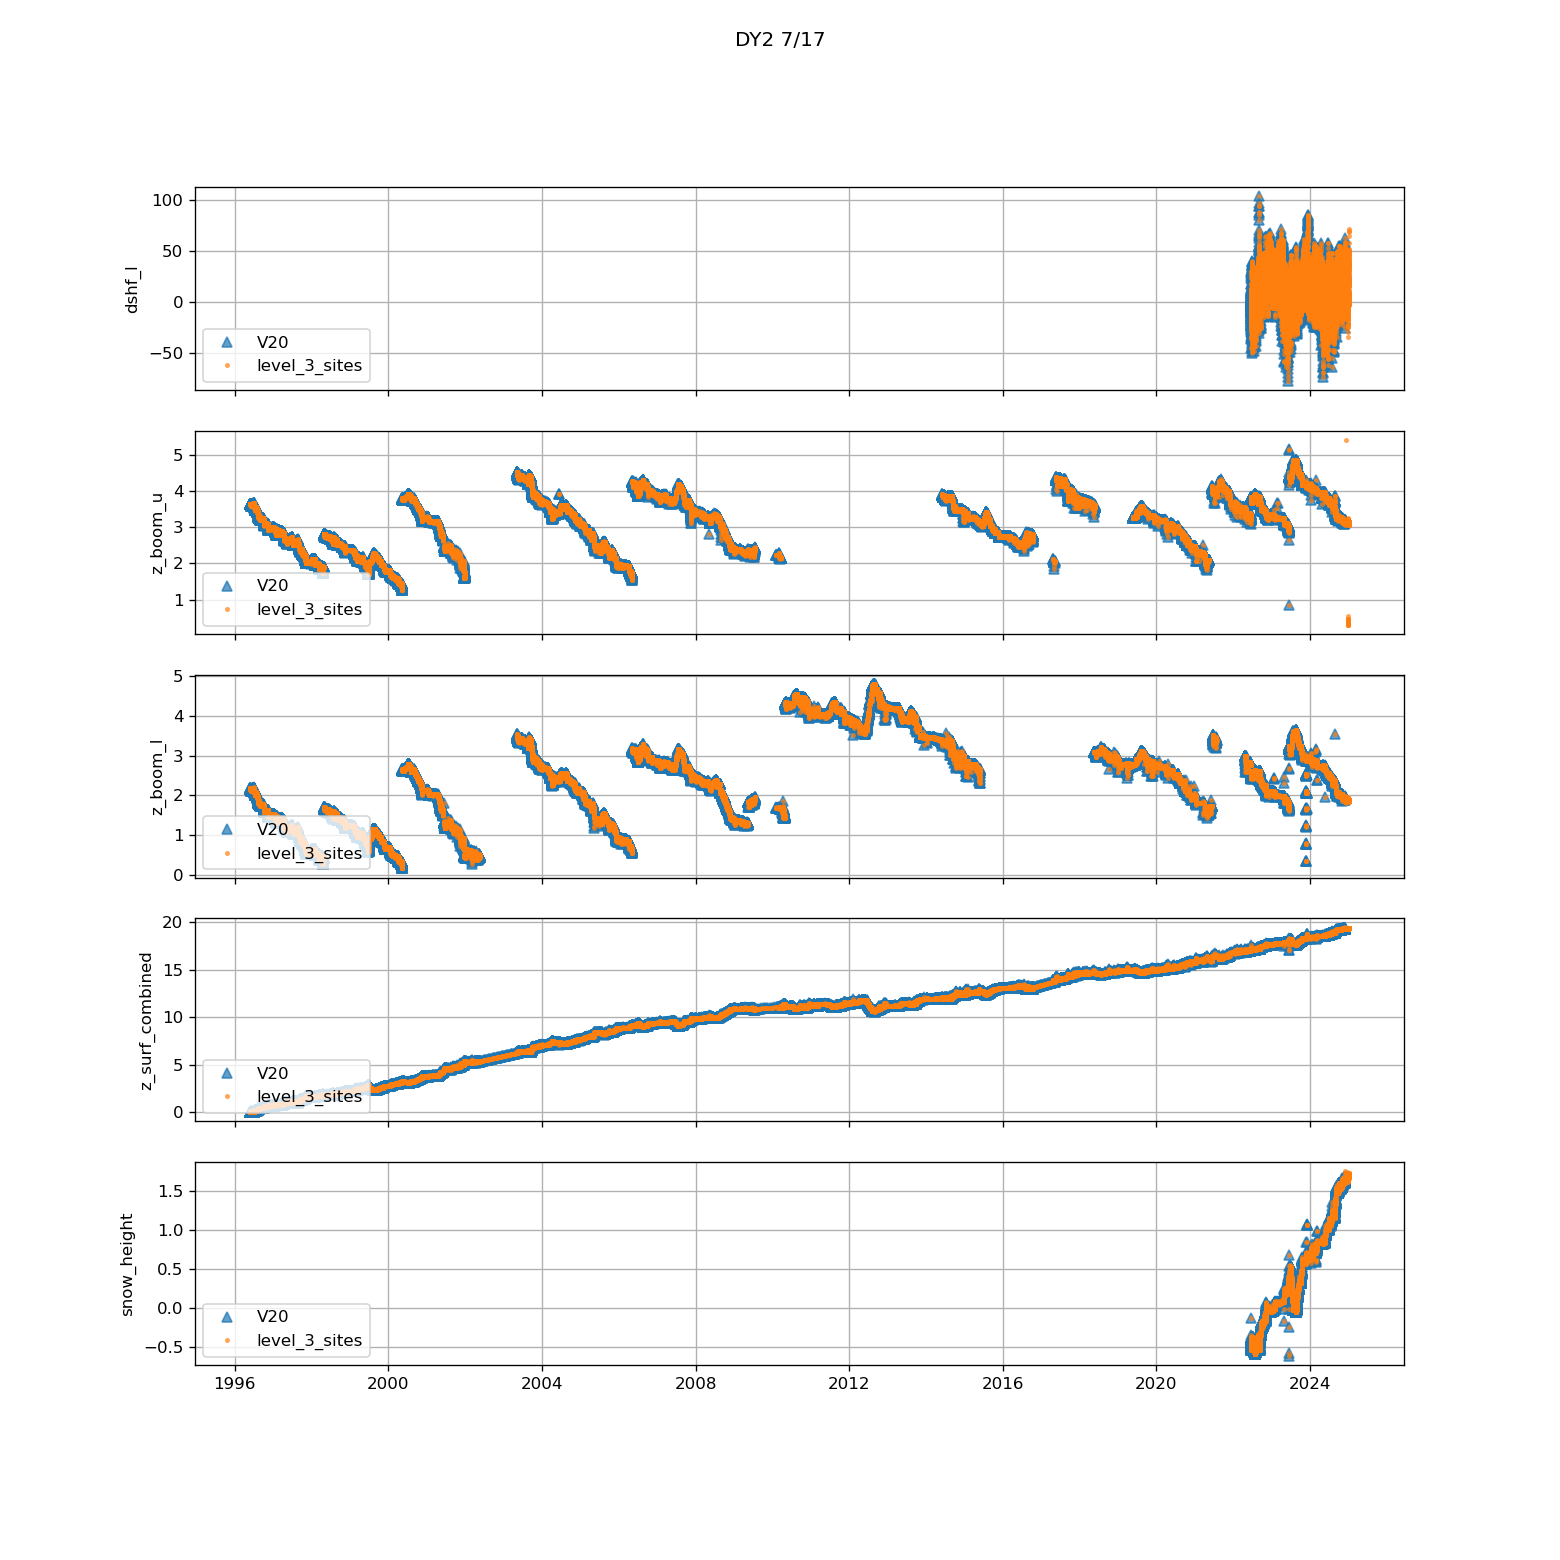 DY2 7/17
dshf_l
100
50
0
−50
V20
level_3_sites
z_boom_u
5
4
3
2
1
V20
level_3_sites
z_boom_l
5
4
3
2
1
0
V20
level_3_sites
z_surf_combined
20
15
10
5
0
V20
level_3_sites
snow_height
1.5
1.0
0.5
0.0
−0.5
V20
level_3_sites
1996 2000 2004 2008 2012 2016 2020 2024